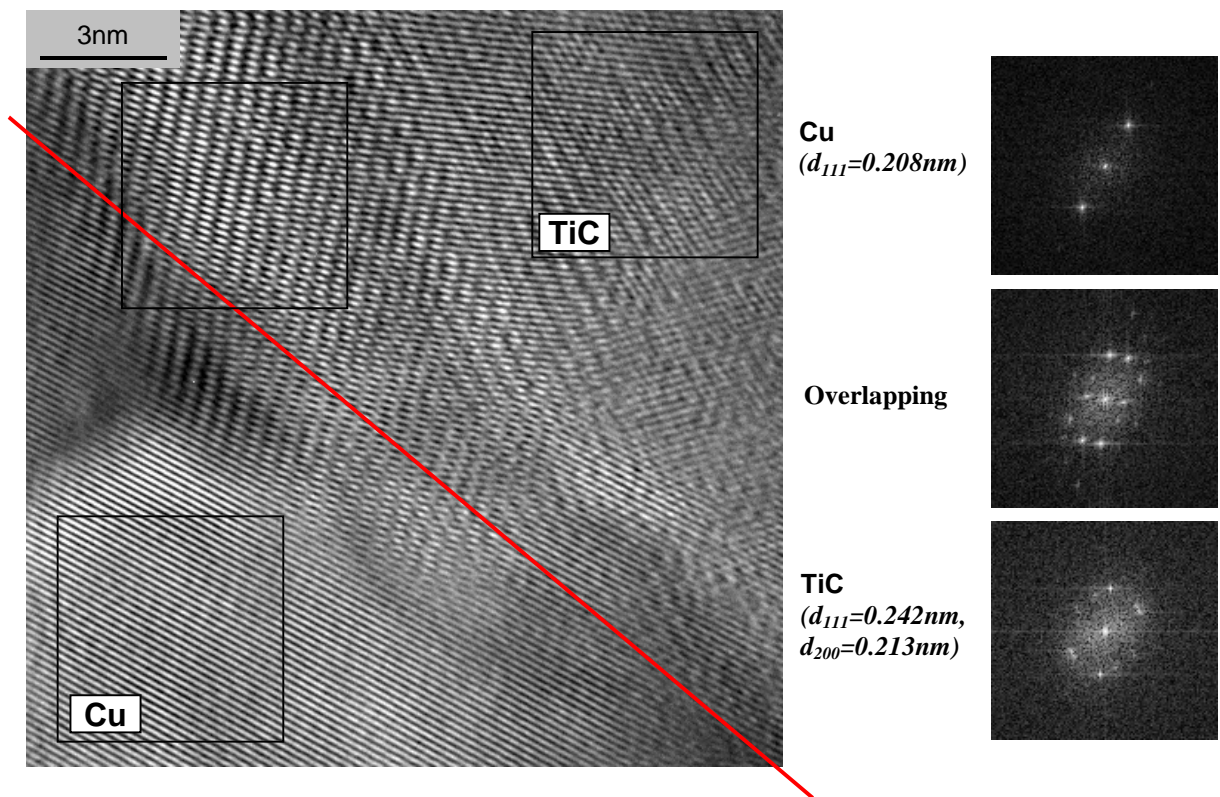 3nm
TiC
Cu
Cu
(d₁₁₁=0.208nm)
Overlapping
TiC
(d₁₁₁=0.242nm,
d₂₀₀=0.213nm)